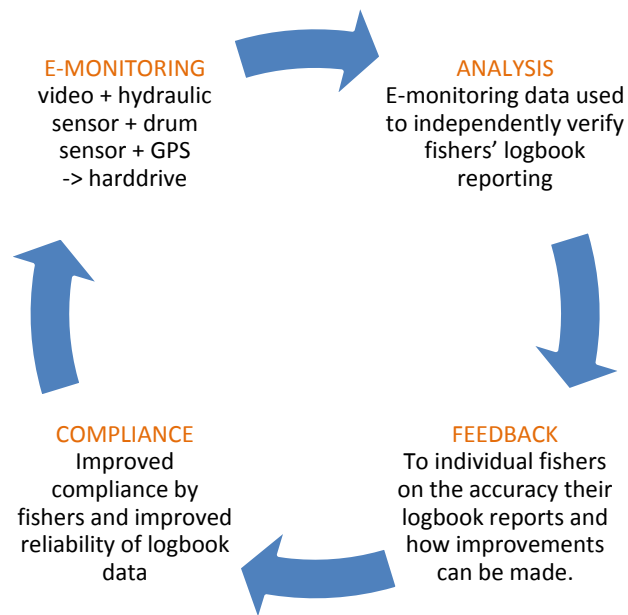 E-MONITORING
video + hydraulic
sensor + drum
sensor + GPS
-> harddrive
ANALYSIS
E-monitoring data used
to independently verify
fishers’ logbook
reporting
FEEDBACK
To individual fishers
on the accuracy their
logbook reports and
how improvements
can be made.
COMPLIANCE
Improved
compliance by
fishers and improved
reliability of logbook
data